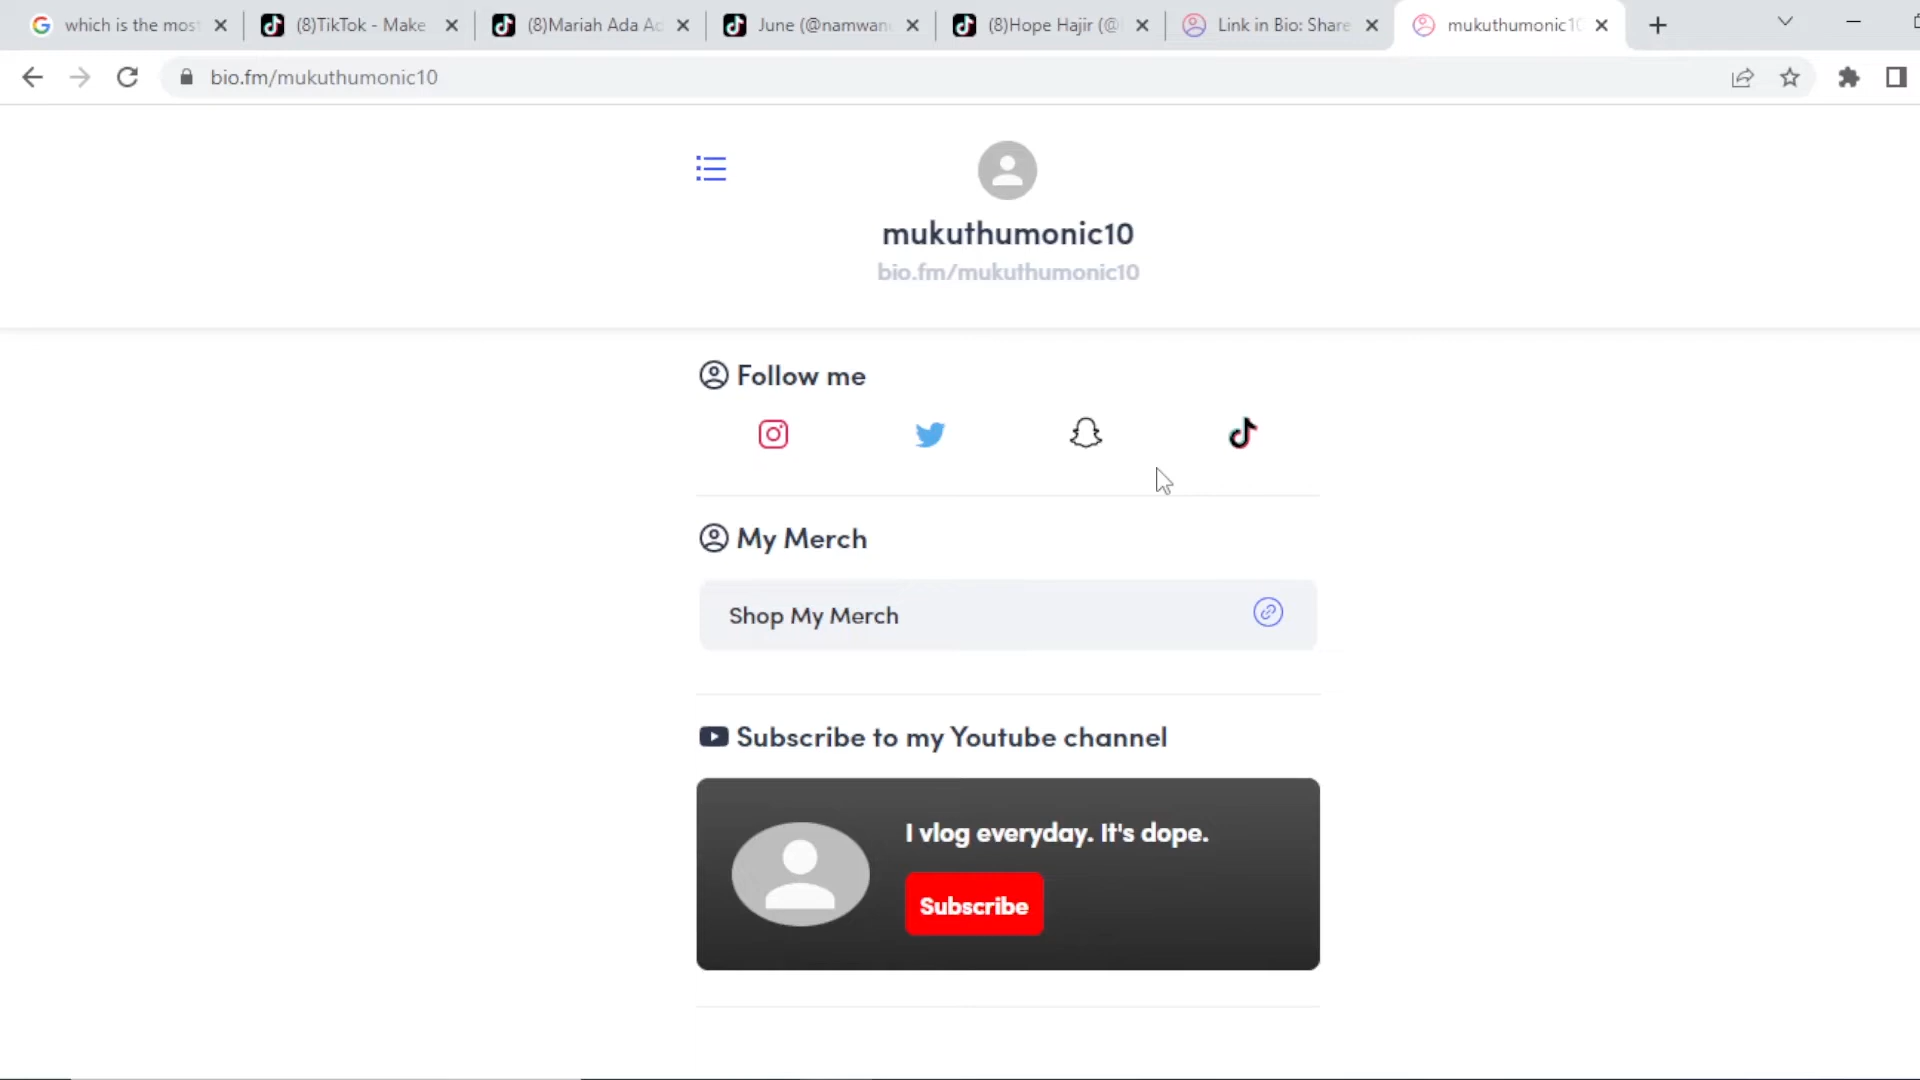 which is the most
(8)TikTok - Make
(8)Mariah Ada Ac
June (@namwan
(8)Hope Hajir (@
Link in Bio: Share
mukuthumonic10
bio.fm/mukuthumonic10
mukuthumonic10
bio.fm/mukuthumonic10
Follow me
My Merch
Shop My Merch
Subscribe to my Youtube channel
I vlog everyday. It's dope.
Subscribe